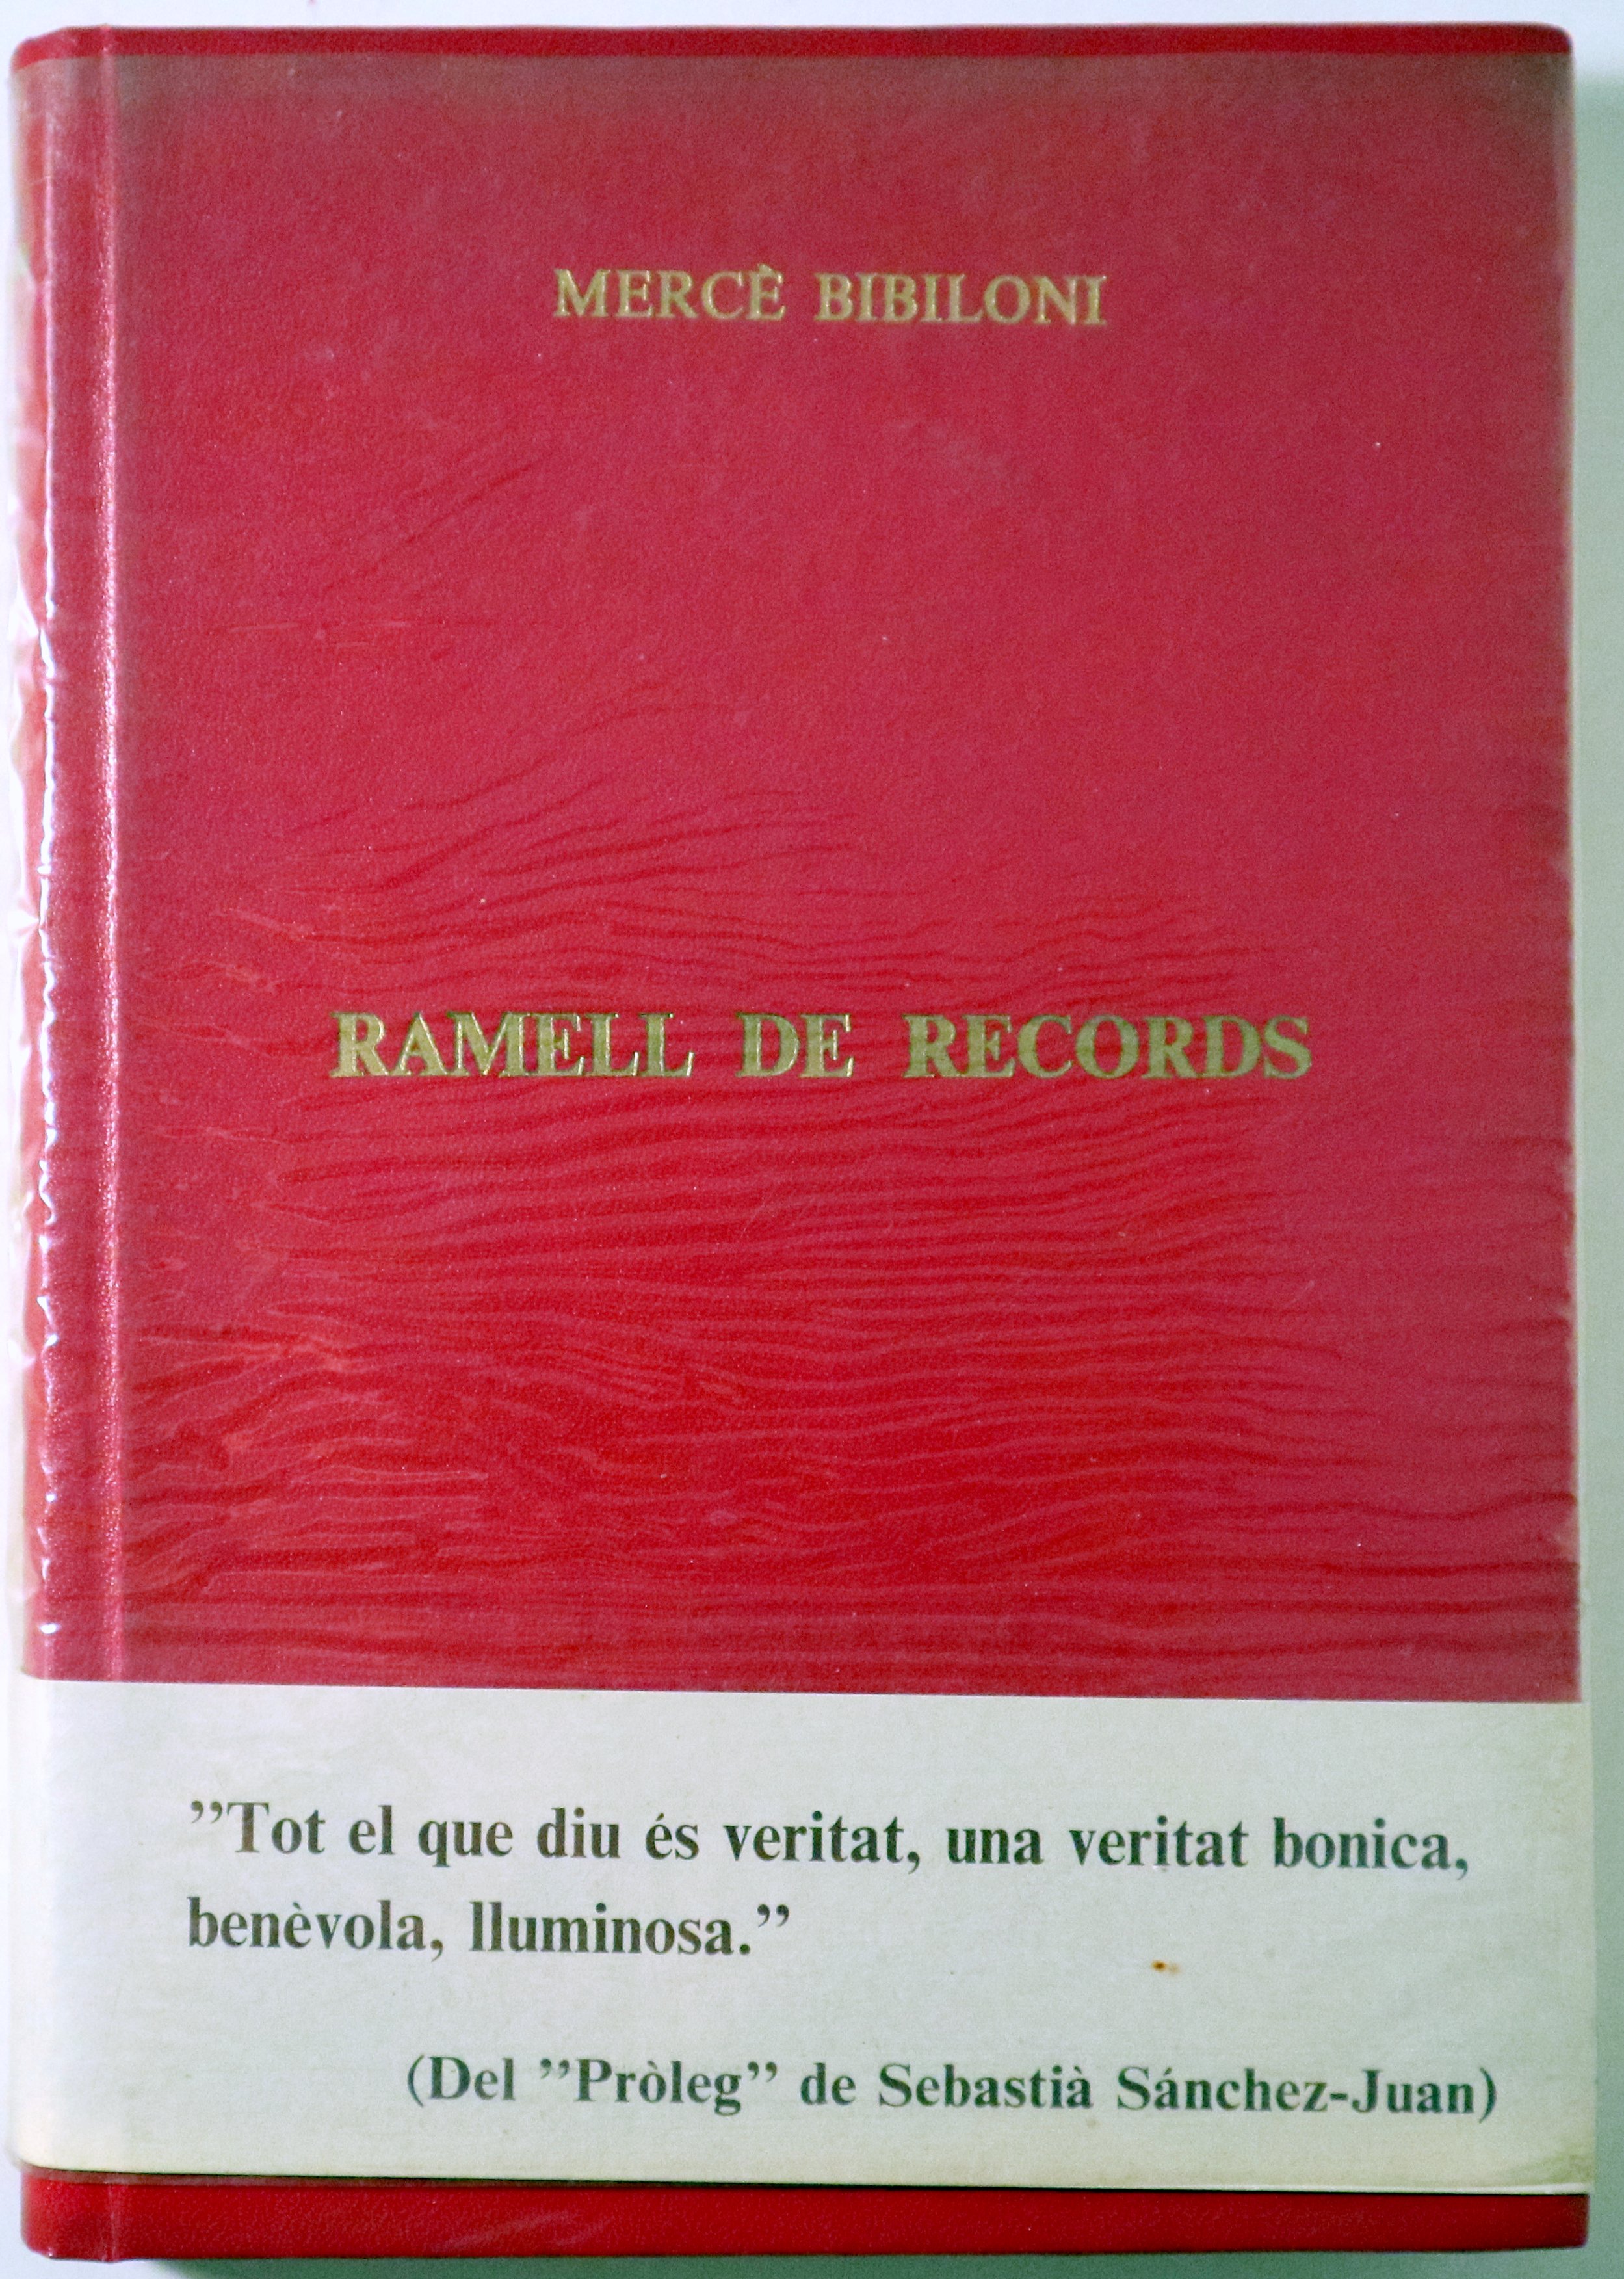 MERCÈ BIBILONI
RAMELL DE RECORDS
”Tot el que diu és veritat, una veritat bonica,
benèvola, lluminosa.”
(Del ”Pròleg” de Sebastià Sánchez-Juan)